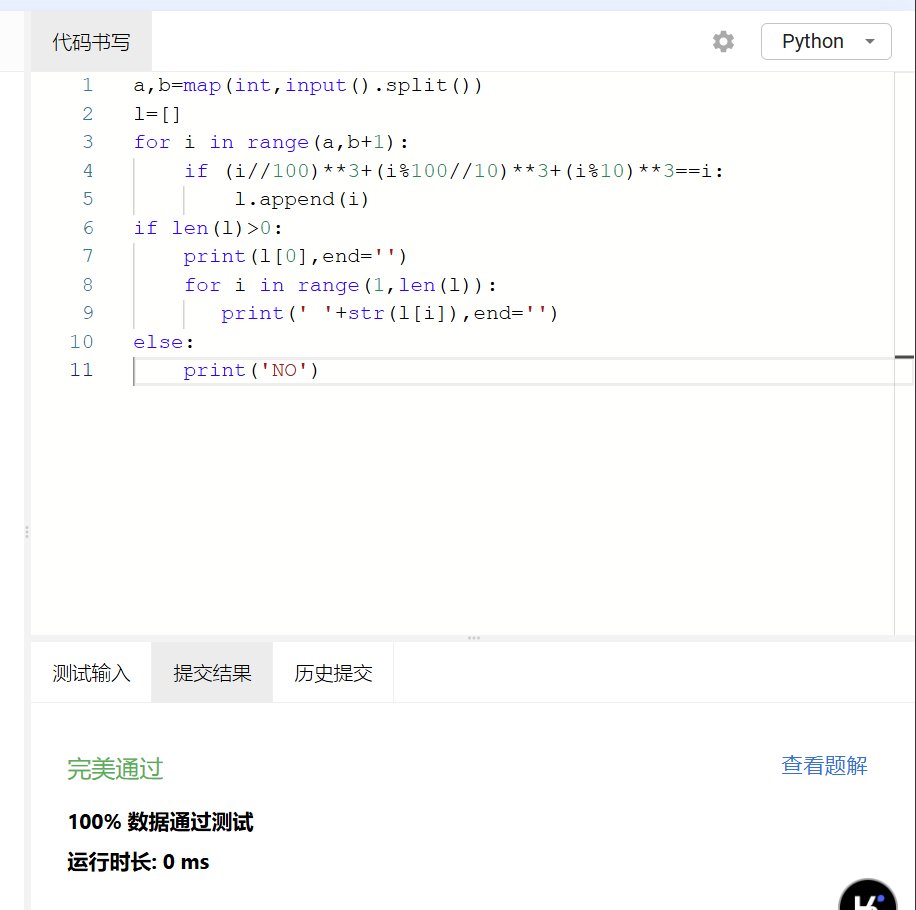 代码书写
Python
1 a,b=map(int,input().split())
2 l=[]
3 for i in range(a,b+1):
4     if (i//100)**3+(i%100//10)**3+(i%10)**3==i:
5         l.append(i)
6 if len(l)>0:
7     print(l[0],end='')
8     for i in range(1,len(l)):
9        print(' '+str(l[i]),end='')
10 else:
11     print('NO')
测试输入 提交结果 历史提交
完美通过 查看题解
100% 数据通过测试
运行时长: 0 ms